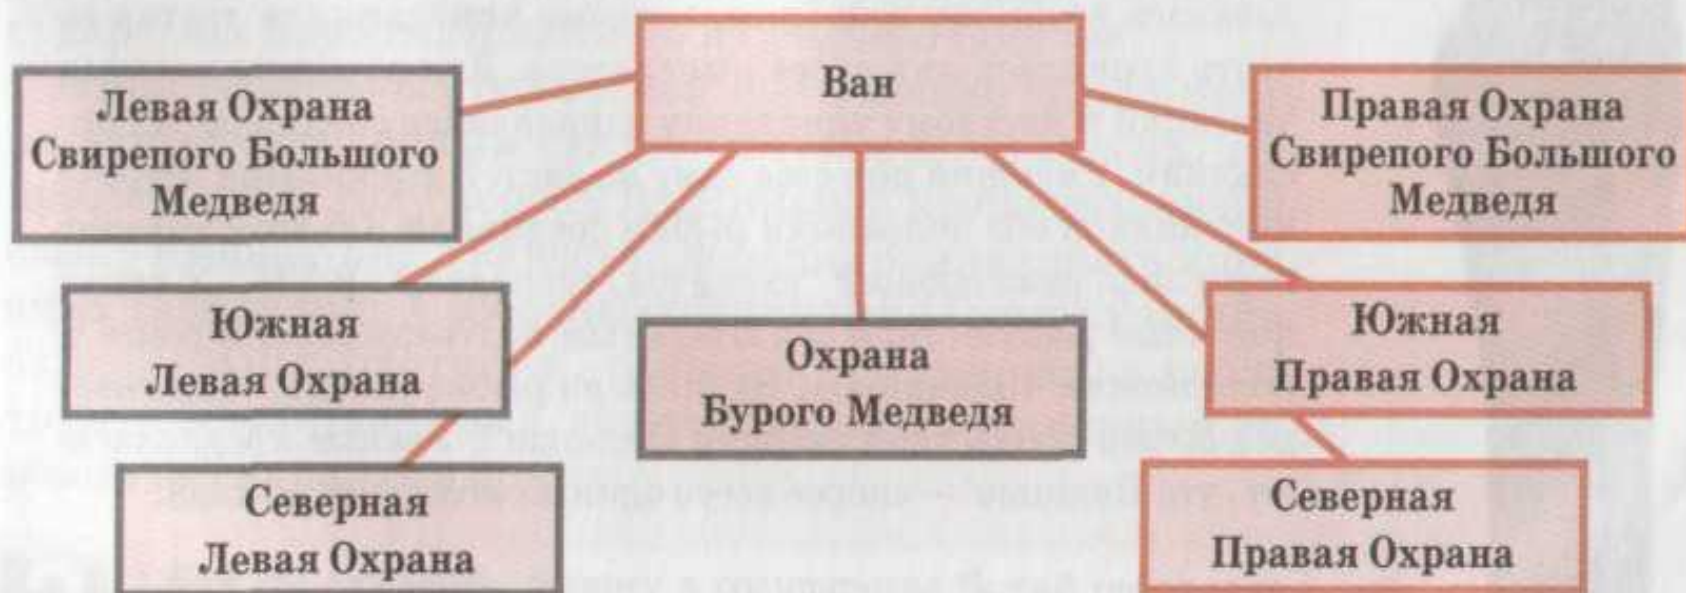 Ван
Левая Охрана
Свирепого Большого
Медведя
Правая Охрана
Свирепого Большого
Медведя
Южная
Левая Охрана
Охрана
Бурого Медведя
Южная
Правая Охрана
Северная
Левая Охрана
Северная
Правая Охрана